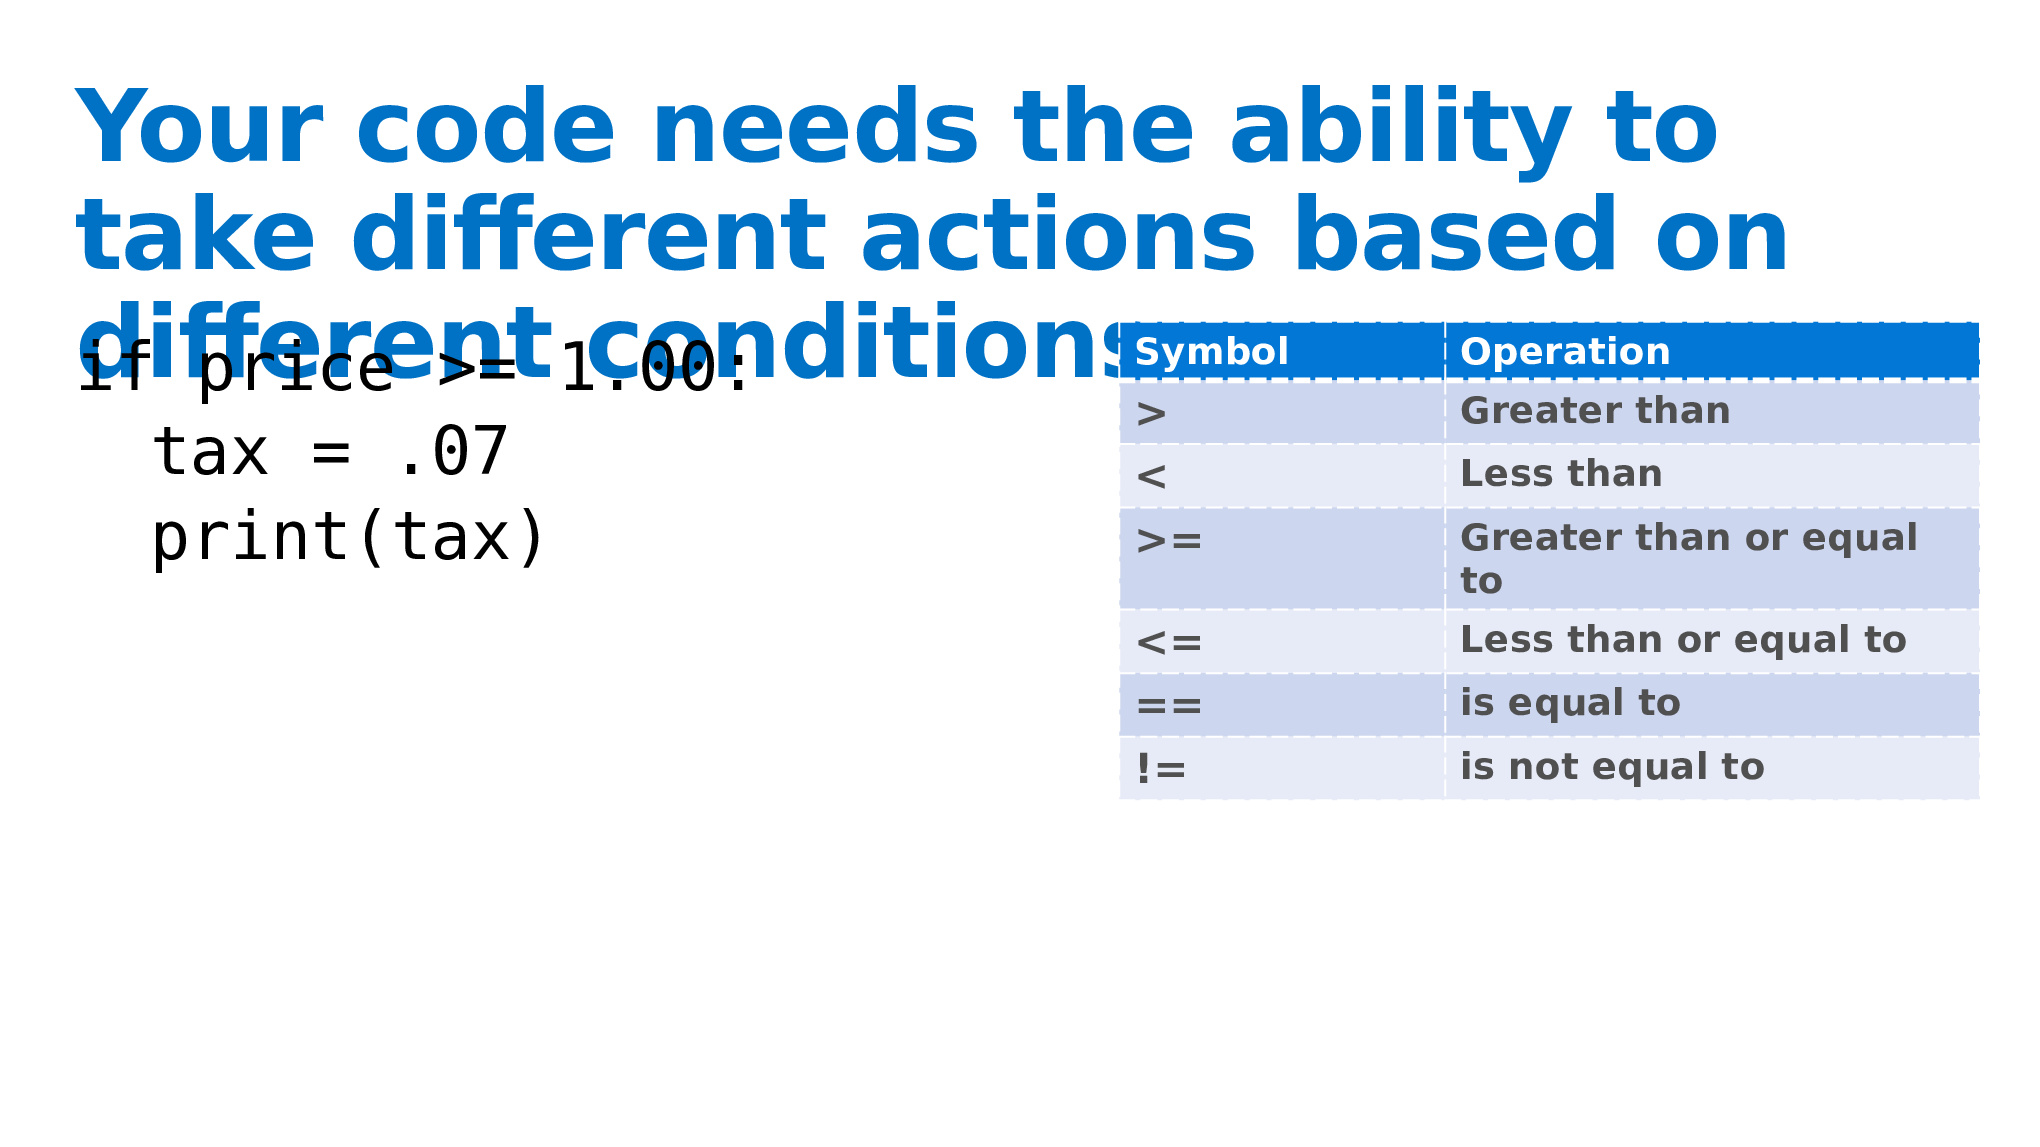 Your code needs the ability to
take different actions based on
different conditions
if price >= 1.00:
  tax = .07
  print(tax)
Symbol Operation
> Greater than
< Less than
>= Greater than or equal
to
<= Less than or equal to
== is equal to
!= is not equal to